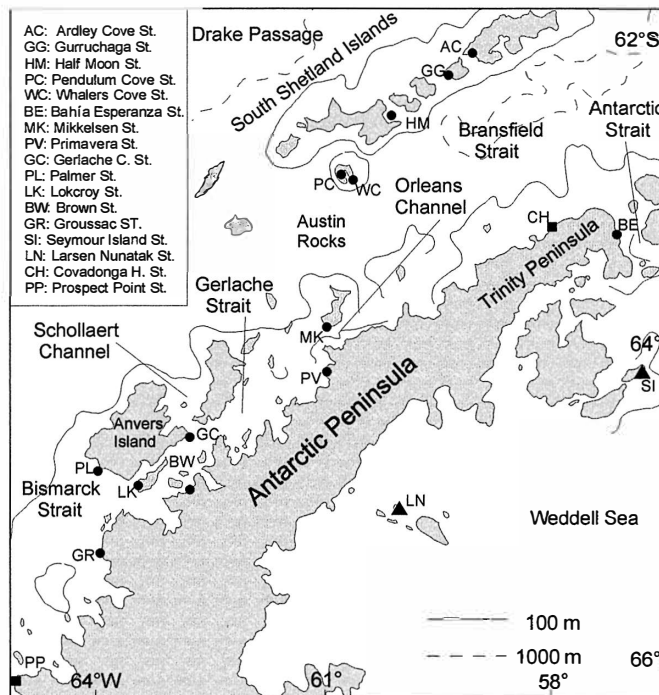 AC: Ardley Cove St.
GG: Gurruchaga St.
HM: Half Moon St.
PC: Pendulum Cove St.
WC: Whalers Cove St.
BE: Bahía Esperanza St.
MK: Mikkelsen St.
PV: Primavera St.
GC: Gerlache C. St.
PL: Palmer St.
LK: Lokcroy St.
BW: Brown St.
GR: Groussac ST.
SI: Seymour Island St.
LN: Larsen Nunatak St.
CH: Covadonga H. St.
PP: Prospect Point St.
Drake Passage
South Shetland Islands
AC
62°S
GG
HM
Bransfield
Strait
Antarctic
Strait
PC
WC
Orleans
Channel
Austin
Rocks
CH
BE
Trinity Peninsula
Gerlache
Strait
Schollaert
Channel
MK
64°
PV
SI
Antarctic Peninsula
Anvers
Island
GC
BW
PL
LK
Bismarck
Strait
LN
Weddell Sea
GR
100 m
1000 m
PP
64°W
61°
58°
66°